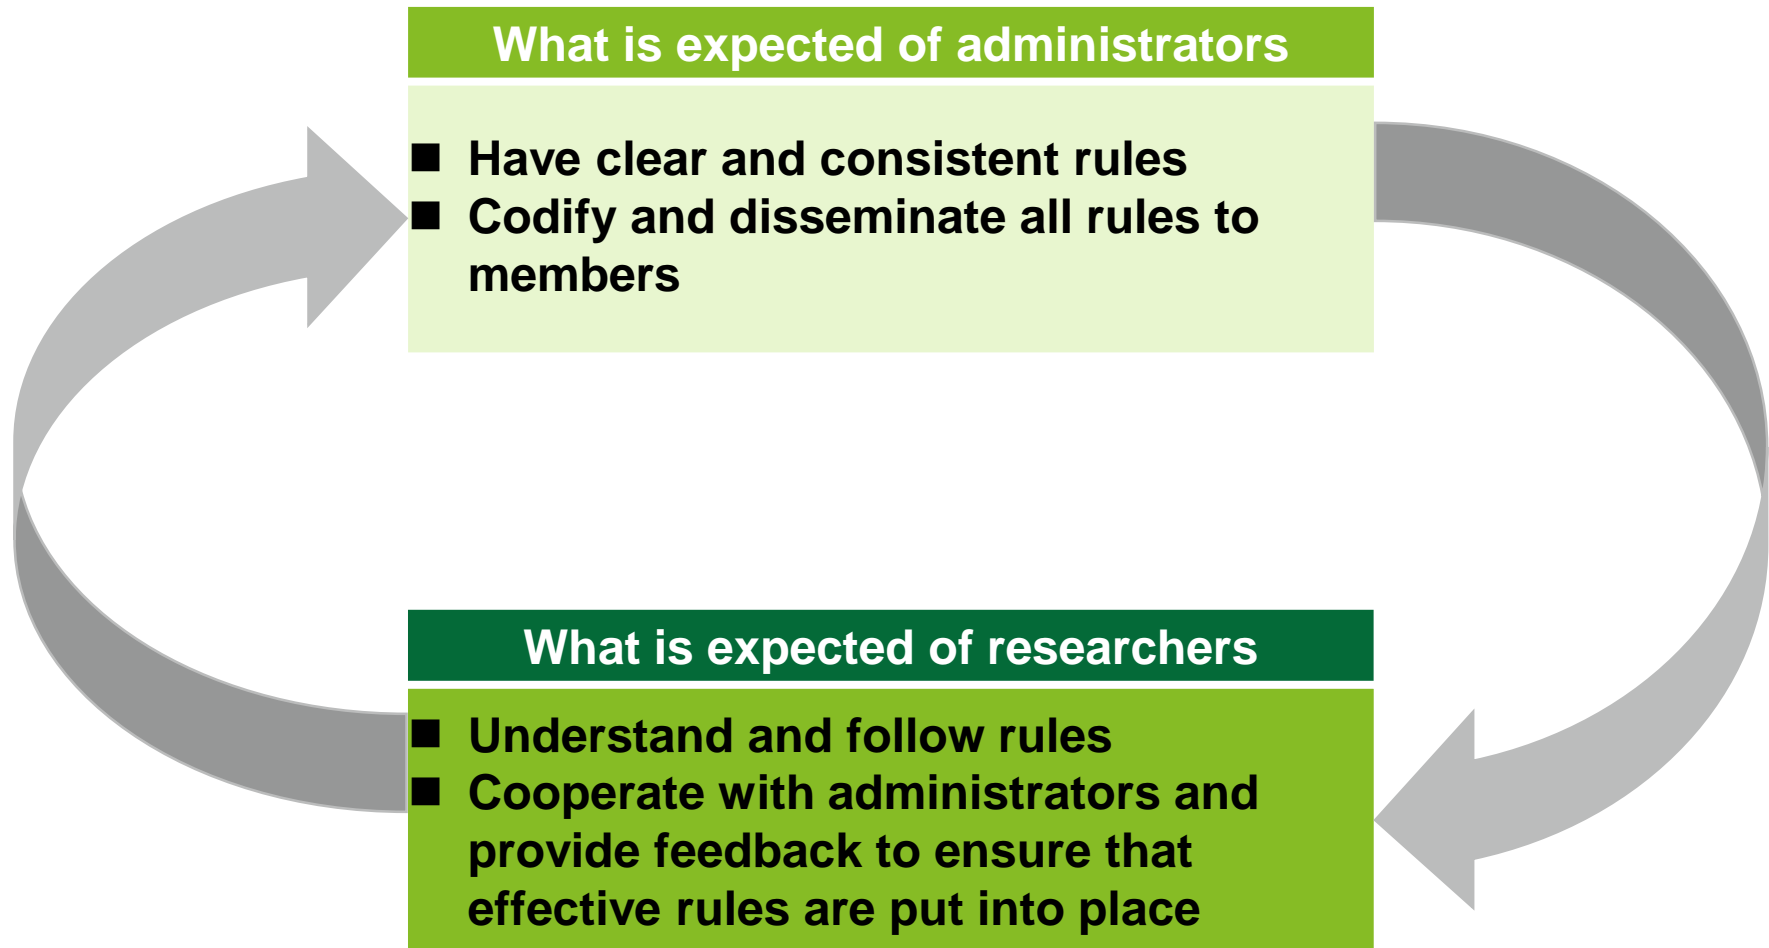 What is expected of administrators
■ Have clear and consistent rules
■ Codify and disseminate all rules to
members
What is expected of researchers
■ Understand and follow rules
■ Cooperate with administrators and
provide feedback to ensure that
effective rules are put into place